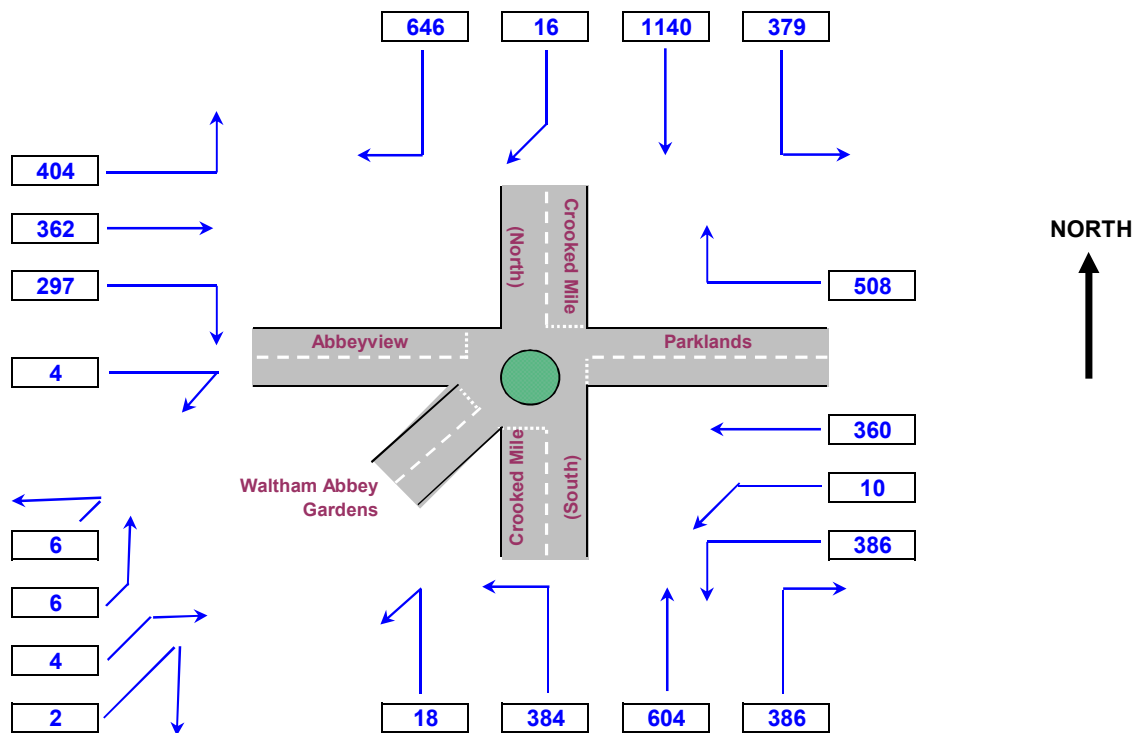 646 16 1140 379
404
362
297
4
NORTH
508
Crooked Mile
(North)
Abbeyview
Parklands
360
10
386
Waltham Abbey
Gardens
Crooked Mile
(South)
6
6
4
2
18 384 604 386